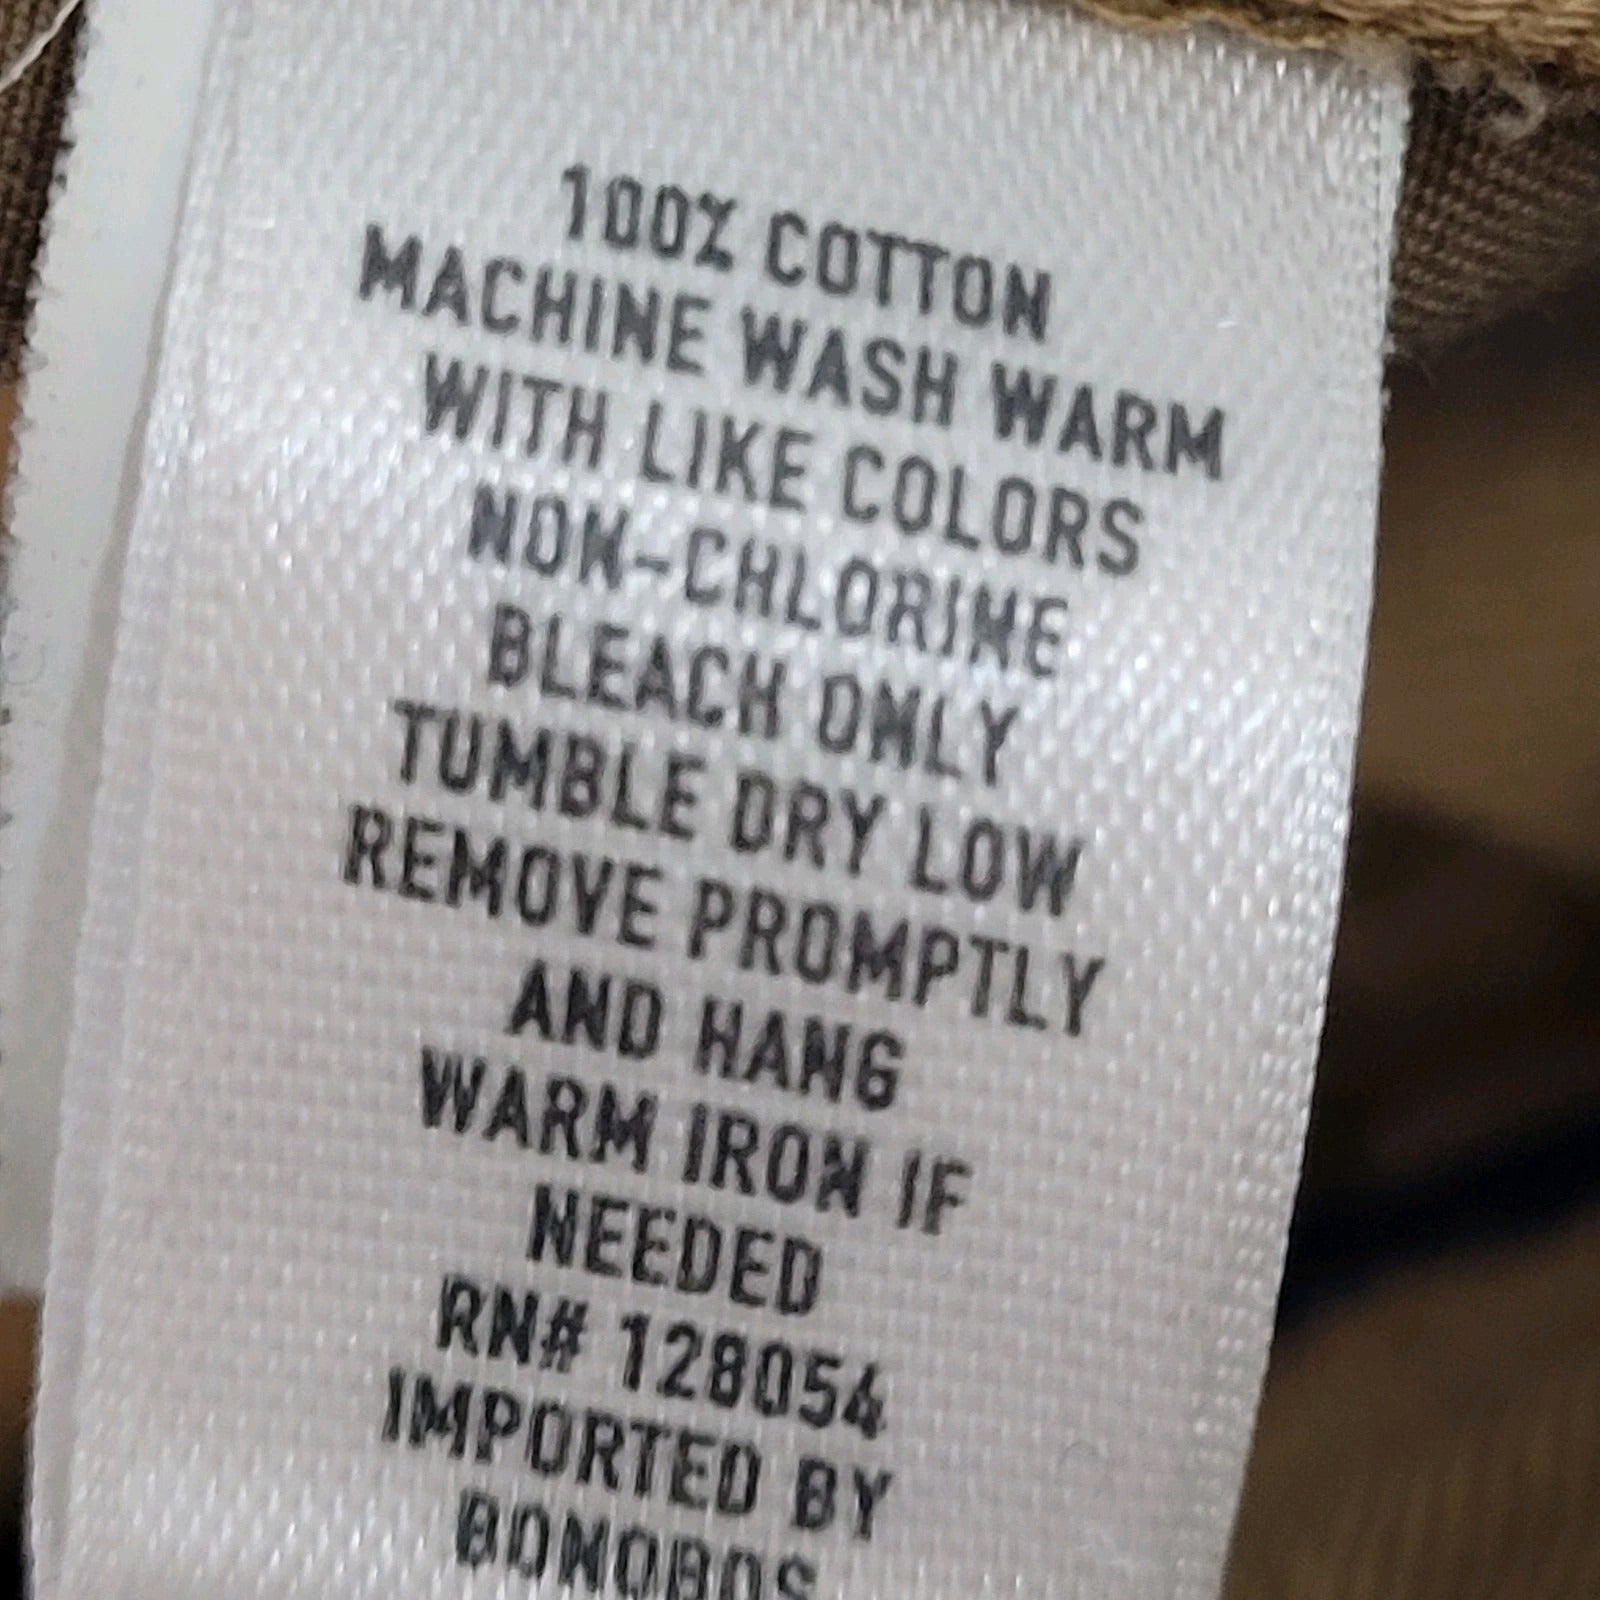 100% COTTON
MACHINE WASH WARM
WITH LIKE COLORS
NON-CHLORINE
BLEACH ONLY
TUMBLE DRY LOW
REMOVE PROMPTLY
AND HANG
WARM IRON IF
NEEDED
RN# 128054
IMPORTED BY
BONOBOS